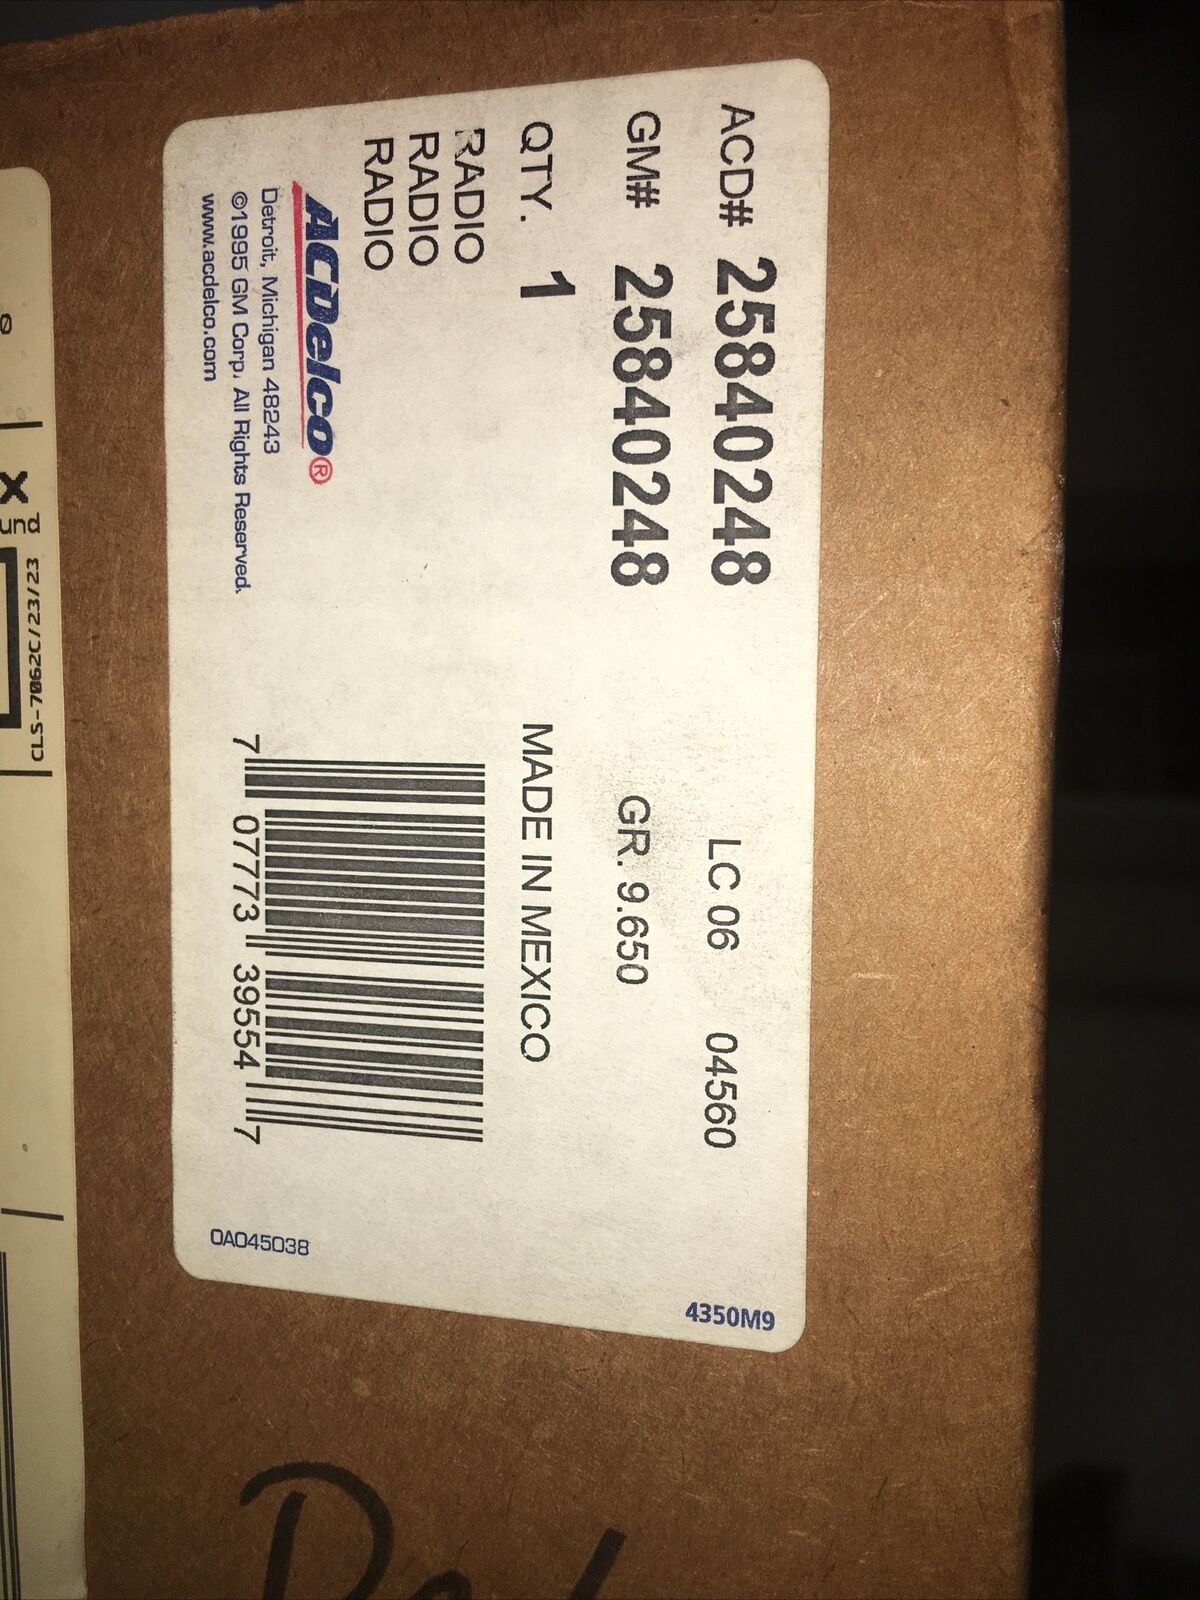 ACD# 25840248 LC 06 04560
GM# 25840248 GR. 9.650
QTY. 1 MADE IN MEXICO
RADIO
RADIO
RADIO
ACDelco®
Detroit, Michigan 48243
©1995 GM Corp. All Rights Reserved.
www.acdelco.com
7 07773 39554 7
0A045038
4350M9
X
und
CLS-7062C/23/23